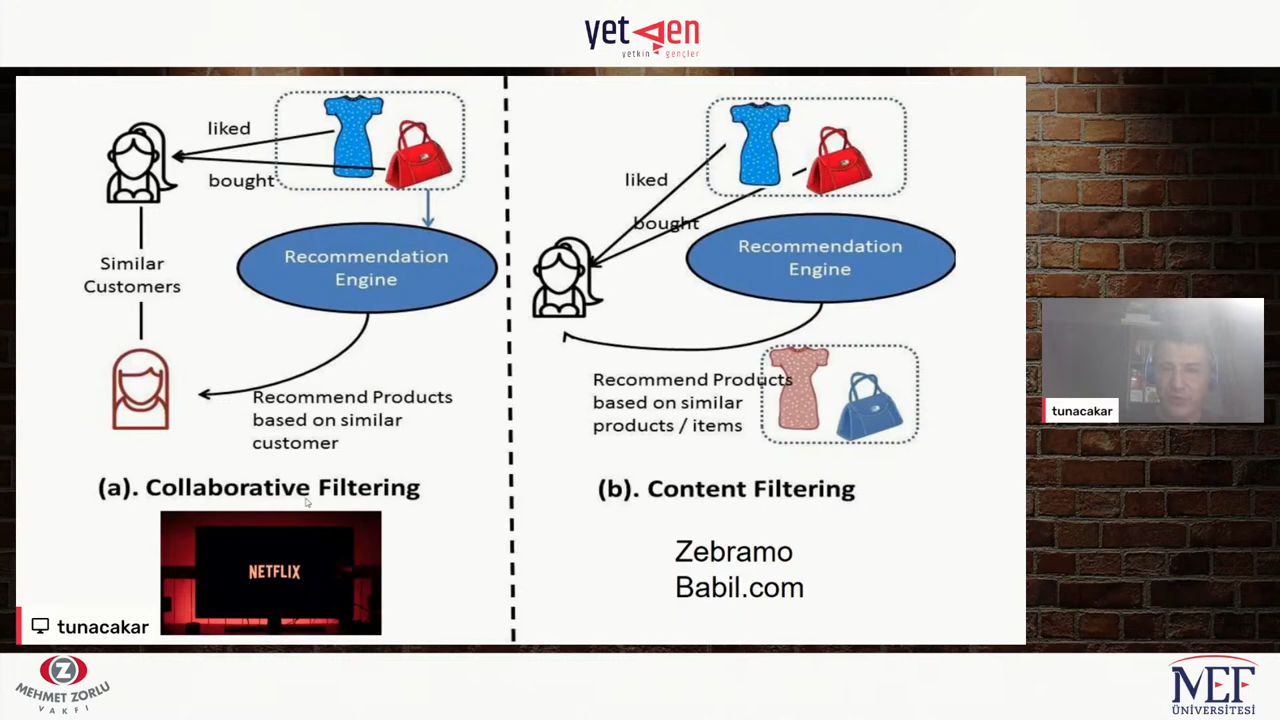 yetgen
yetkin gençler
liked
bought
Similar
Customers
Recommendation
Engine
Recommend Products
based on similar
customer
(a). Collaborative Filtering
NETFLIX
liked
bought
Recommendation
Engine
Recommend Products
based on similar
products / items
(b). Content Filtering
Zebramo
Babil.com
tunacakar
tunacakar
Z
MEHMET ZORLU
VAKFI
MEF
ÜNİVERSİTESİ